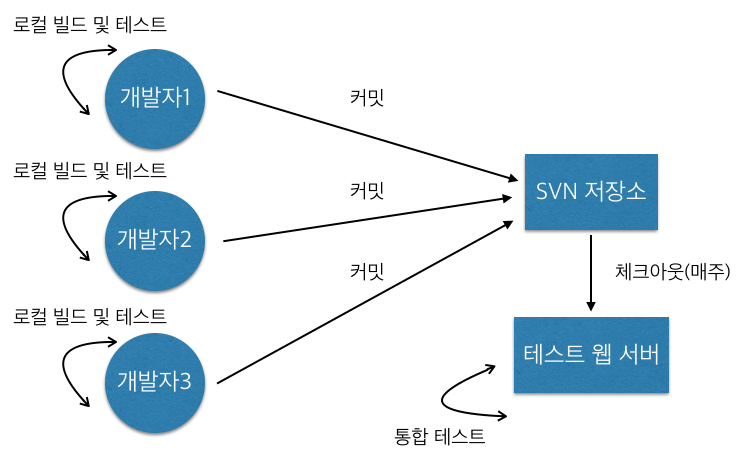 로컬 빌드 및 테스트
개발자1
커밋
로컬 빌드 및 테스트
개발자2
커밋
SVN 저장소
로컬 빌드 및 테스트
개발자3
커밋
체크아웃(매주)
테스트 웹 서버
통합 테스트